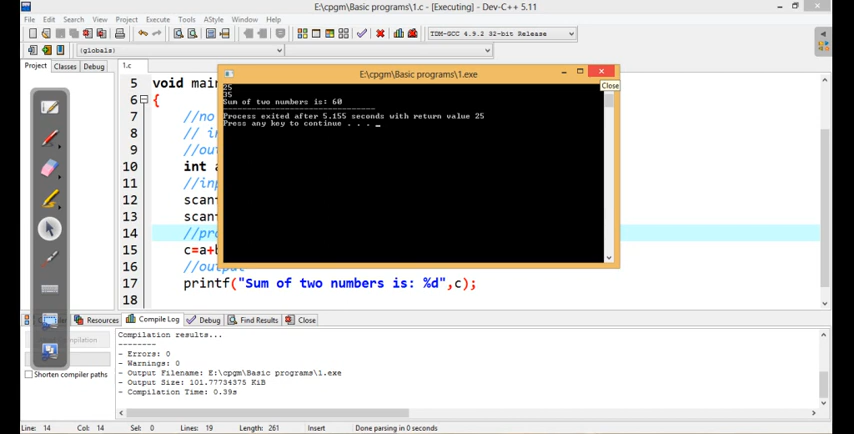 E:\cpgm\Basic programs\1.c - [Executing] - Dev-C++ 5.11
File Edit Search View Project Execute Tools AStyle Window Help
TDM-GCC 4.9.2 32-bit Release
(globals)
Project Classes Debug 1.c
E:\cpgm\Basic programs\1.exe
Close
25
35
Sum of two numbers is: 60
--------------------------------
Process exited after 5.155 seconds with return value 25
Press any key to continue . . . _
5 void mai
6 {
7 //no
8 // i
9 //ou
10 int a
11 //in
12 scan
13 scan
14 //pr
15 c=a+b
16 //output
17 printf("Sum of two numbers is: %d",c);
18
Resources Compile Log Debug Find Results Close
Shorten compiler paths
Compilation results...
--------
- Errors: 0
- Warnings: 0
- Output Filename: E:\cpgm\Basic programs\1.exe
- Output Size: 101.77734375 KiB
- Compilation Time: 0.39s
Line: 14 Col: 14 Sel: 0 Lines: 19 Length: 261 Insert Done parsing in 0 seconds